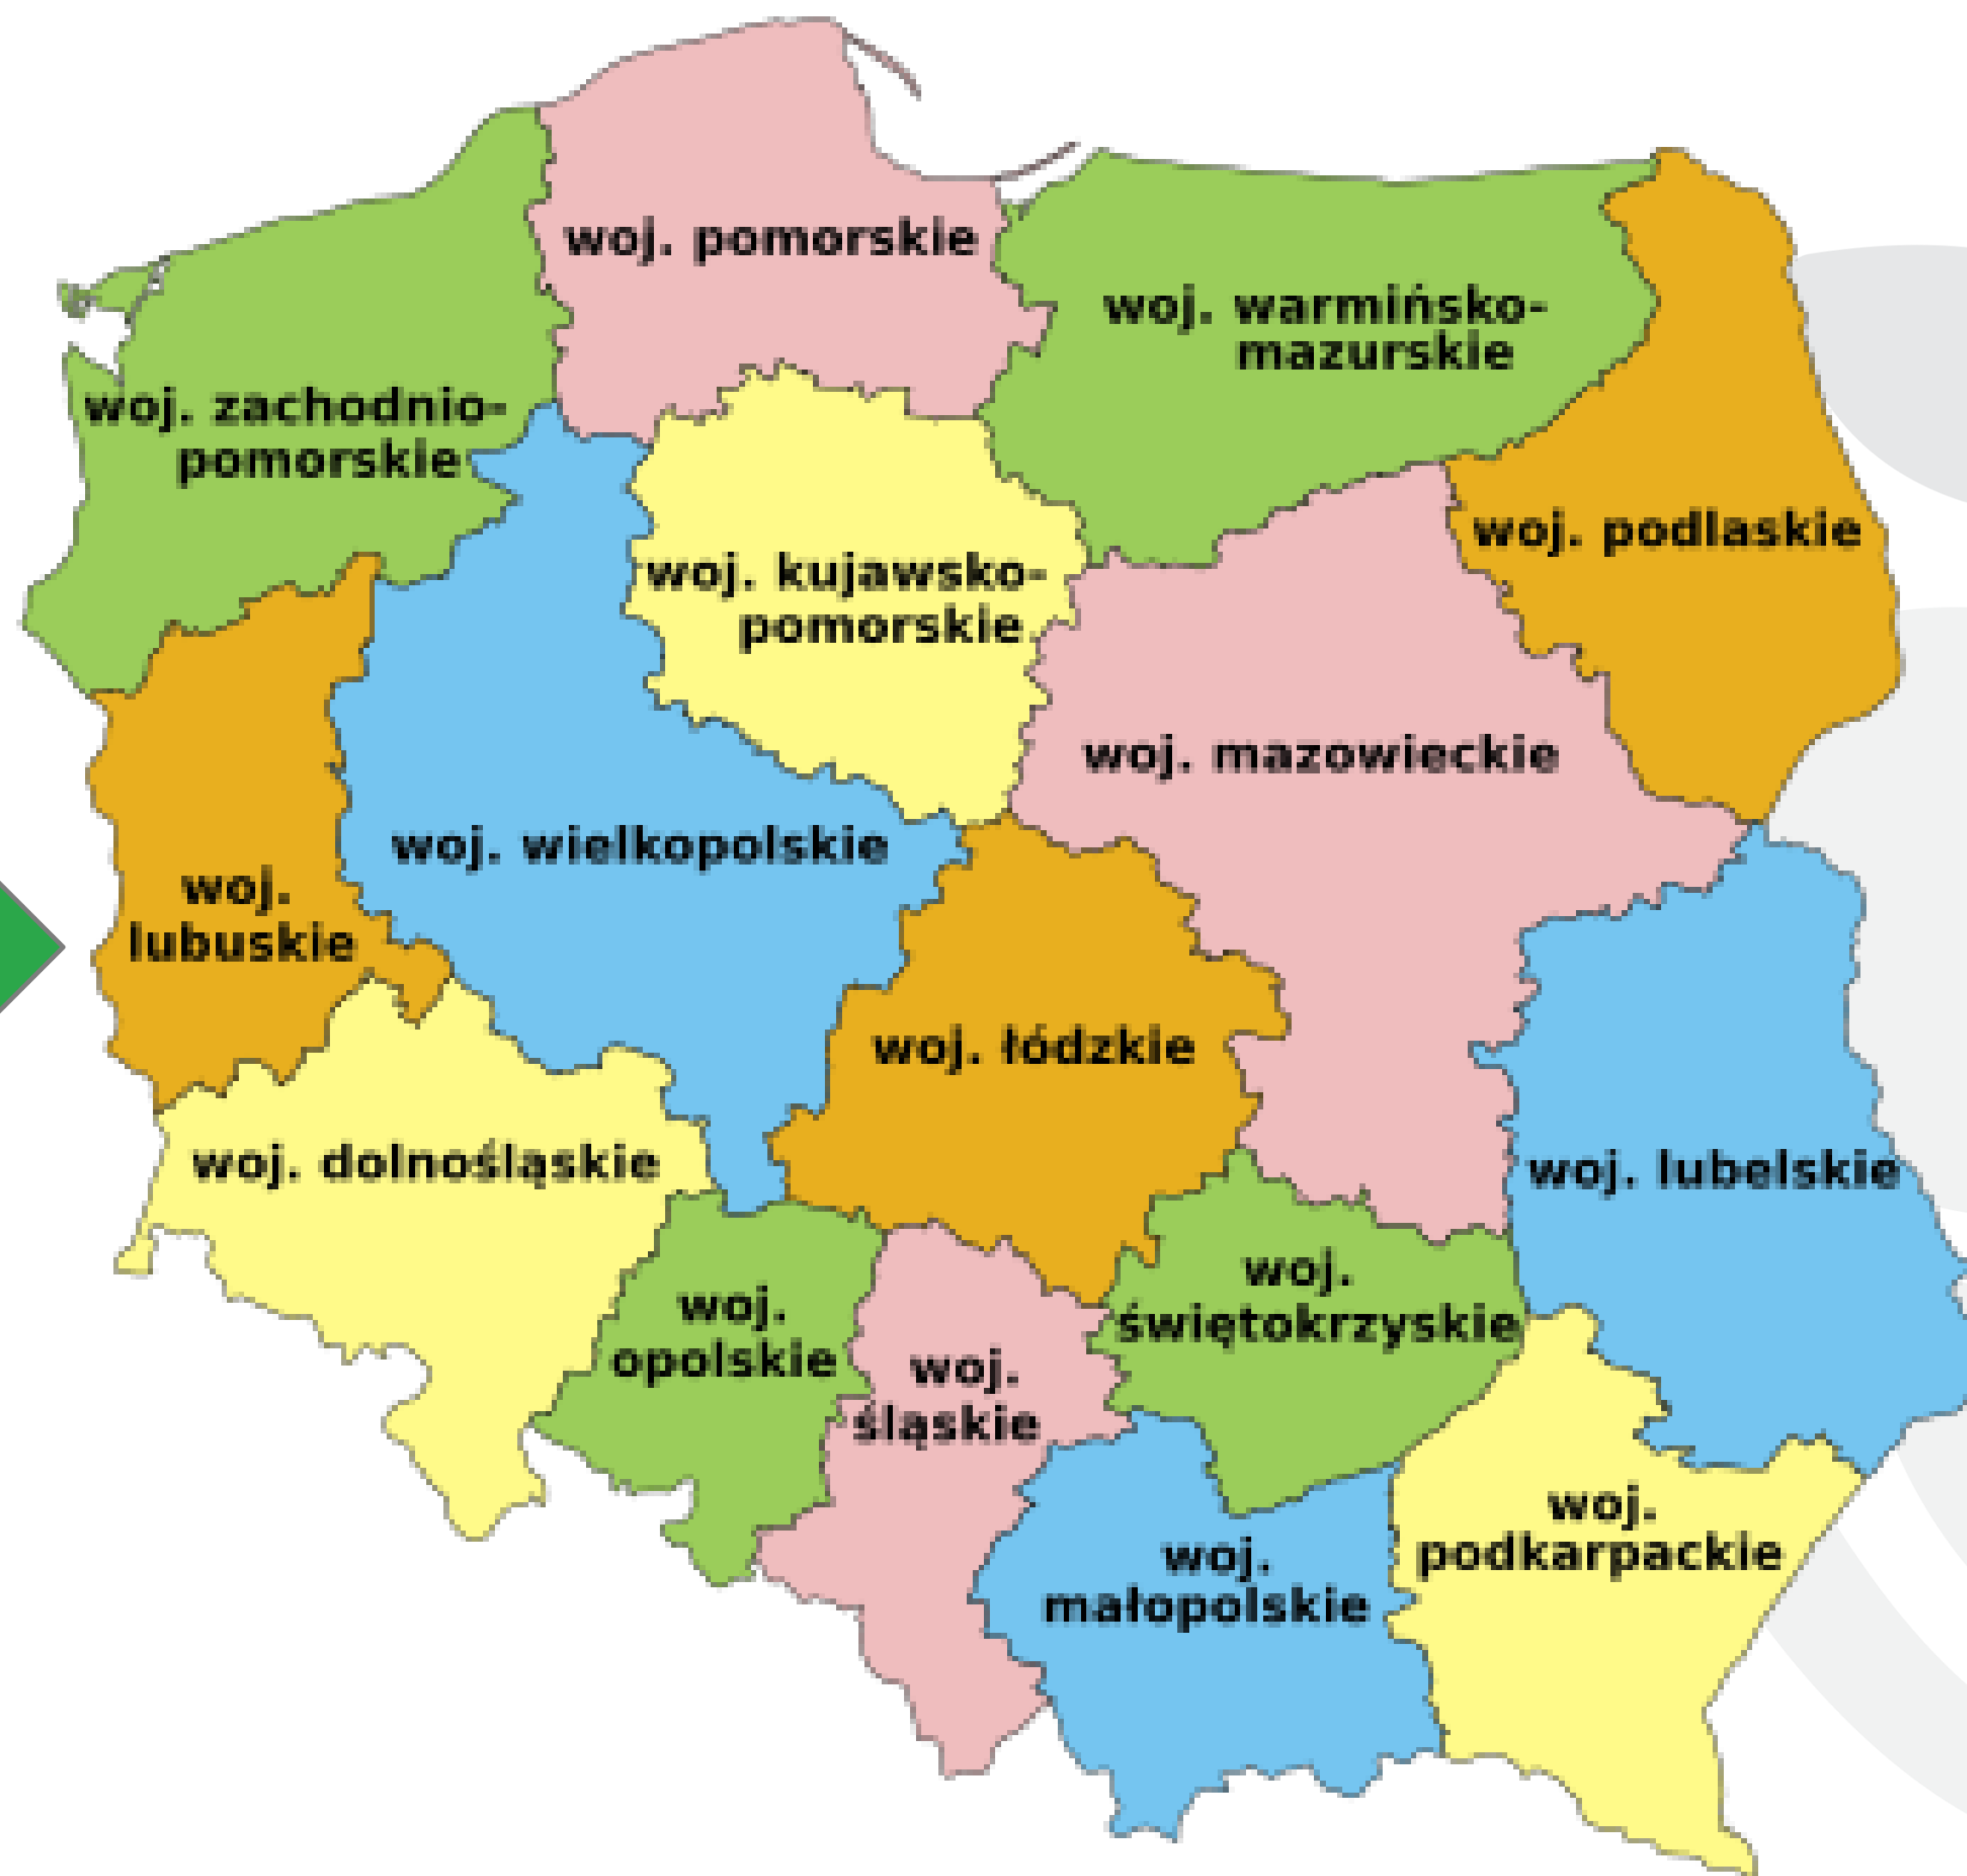 woj. pomorskie
woj. warmińsko-
mazurskie
woj. zachodnio-
pomorskie
woj. podlaskie
woj. kujawsko-
pomorskie
woj. mazowieckie
woj. wielkopolskie
woj.
lubuskie
woj. łódzkie
woj. dolnośląskie
woj. lubelskie
woj.
opolskie
woj.
śląskie
woj.
świętokrzyskie
woj.
małopolskie
woj.
podkarpackie